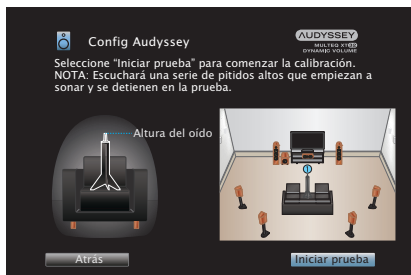 Config Audyssey
AUDYSSEY
MULTEQ XT32
DYNAMIC VOLUME
Seleccione “Iniciar prueba” para comenzar la calibración.
NOTA: Escuchará una serie de pitidos altos que empiezan a
sonar y se detienen en la prueba.
Altura del oído
Atrás
Iniciar prueba